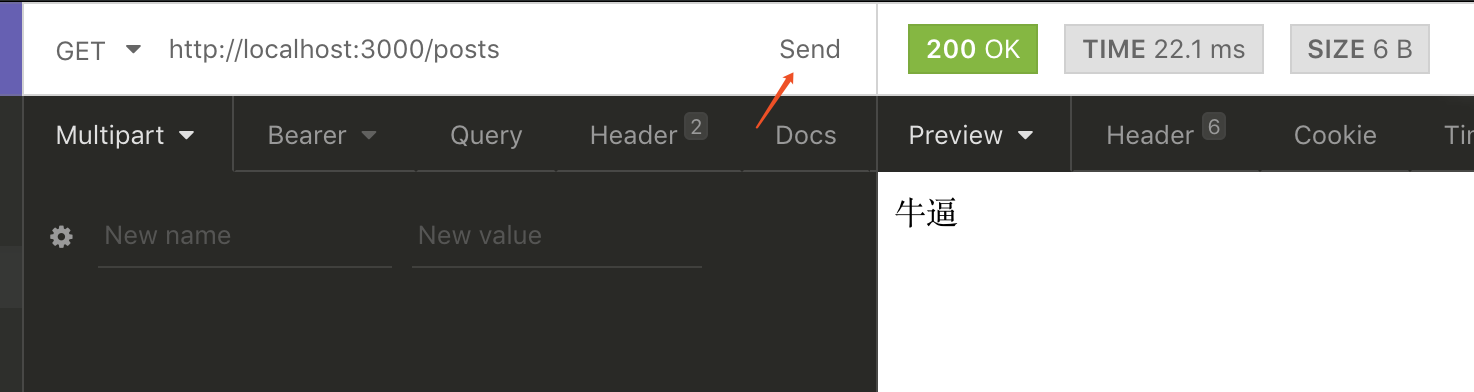 GET http://localhost:3000/posts Send
200 OK TIME 22.1 ms SIZE 6 B
Multipart Bearer Query Header 2 Docs
Preview Header 6 Cookie Tir
New name New value
牛逼